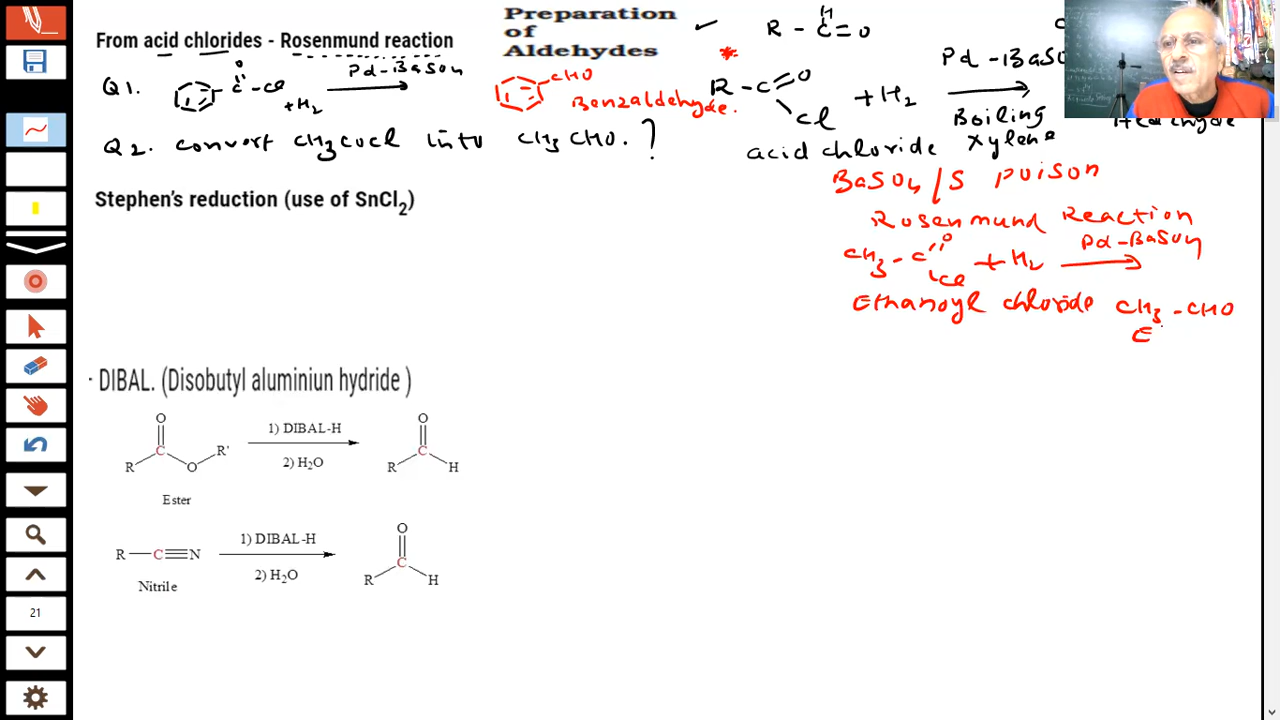 Preparation
of
Aldehydes
From acid chlorides - Rosenmund reaction
Q1. C=O -Cl +H2 Pd-BaSO4
CHO
Benzaldehyde.
Q2. convert CH3COCl into CH3CHO. ?
R - C = O
H
R-C=O
Cl
+ H2
Pd-BaSO
Boiling
Xylene
acid chloride
BaSO4/S poison
Rosenmund Reaction
CH3-C=O
Cl
+ H2
Pd-BaSO4
Ethanoyl chloride CH3-CHO
E
Stephen's reduction (use of SnCl2)
· DIBAL. (Disobutyl aluminiun hydride )
O
R C O R'
1) DIBAL-H
2) H2O
O
R C H
Ester
R—C≡N
1) DIBAL-H
2) H2O
O
R C H
Nitrile
21